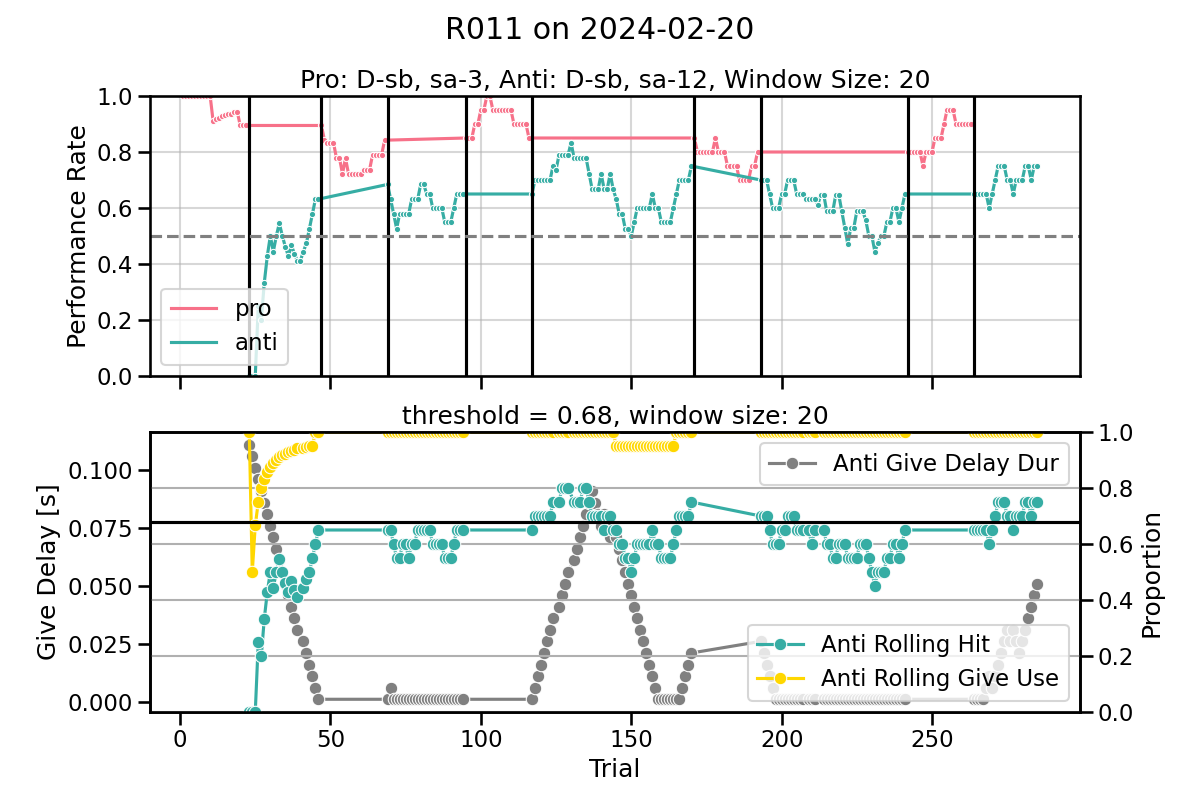 R011 on 2024-02-20
Pro: D-sb, sa-3, Anti: D-sb, sa-12, Window Size: 20
Performance Rate
1.0
0.8
0.6
0.4
0.2
0.0
pro
anti
threshold = 0.68, window size: 20
Give Delay [s]
0.100
0.075
0.050
0.025
0.000
Anti Give Delay Dur
Anti Rolling Hit
Anti Rolling Give Use
1.0
0.8
0.6
0.4
0.2
0.0
Proportion
0 50 100 150 200 250
Trial